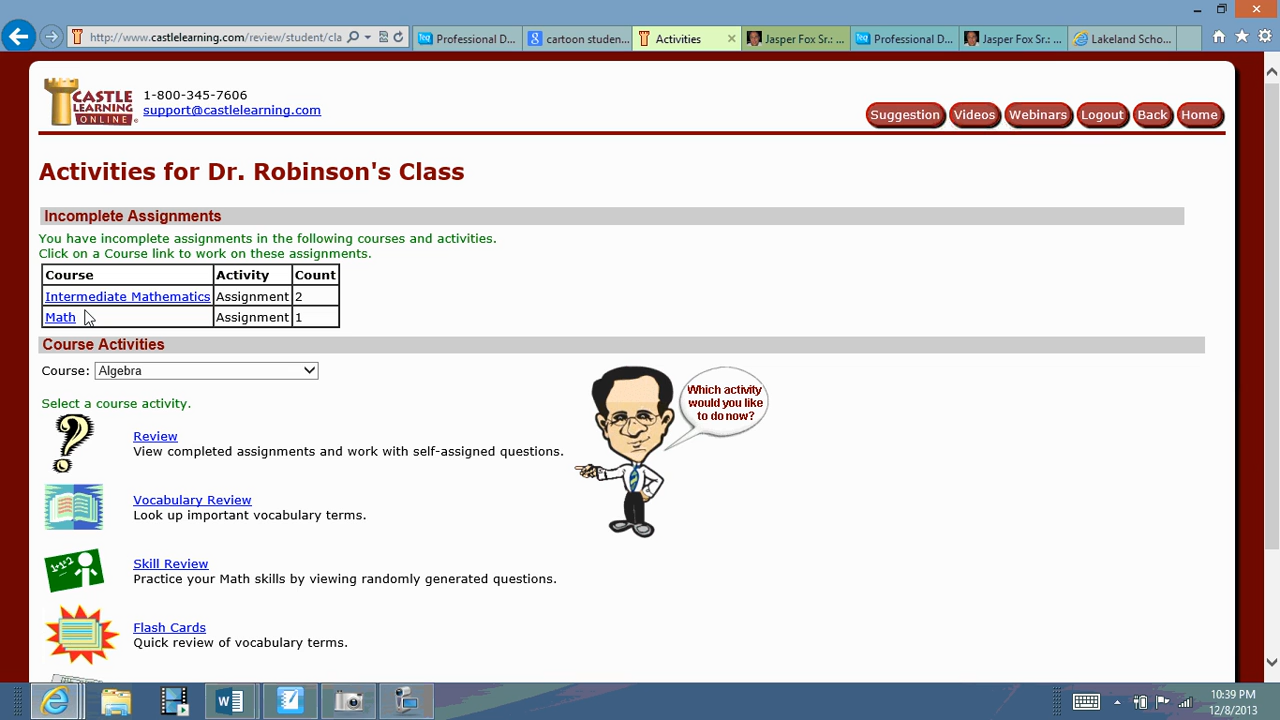 http://www.castlelearning.com/review/student/cla
Professional D...
cartoon studen...
Activities
Jasper Fox Sr.: ...
Professional D...
Jasper Fox Sr.: ...
Lakeland Scho...
CASTLE
LEARNING
ONLINE
1-800-345-7606
support@castlelearning.com
Suggestion
Videos
Webinars
Logout
Back
Home
Activities for Dr. Robinson's Class
Incomplete Assignments
You have incomplete assignments in the following courses and activities.
Click on a Course link to work on these assignments.
Course Activity Count
Intermediate Mathematics Assignment 2
Math Assignment 1
Course Activities
Course: Algebra
Which activity
would you like
to do now?
Select a course activity.
Review
View completed assignments and work with self-assigned questions.
Vocabulary Review
Look up important vocabulary terms.
1+1=2
Skill Review
Practice your Math skills by viewing randomly generated questions.
Flash Cards
Quick review of vocabulary terms.
10:39 PM
12/8/2013